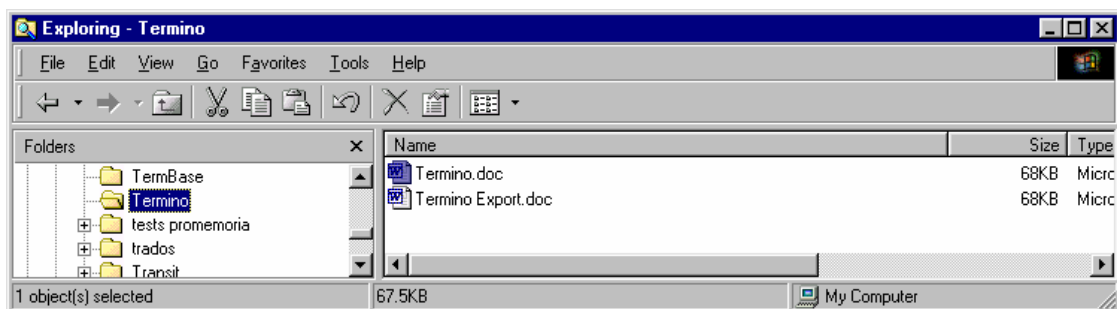 Exploring - Termino
File Edit View Go Favorites Tools Help
Folders
Name Size Type
TermBase
Termino
tests promemoria
trados
Transit
Termino.doc 68KB Micro
Termino Export.doc 68KB Micro
1 object(s) selected 67.5KB My Computer